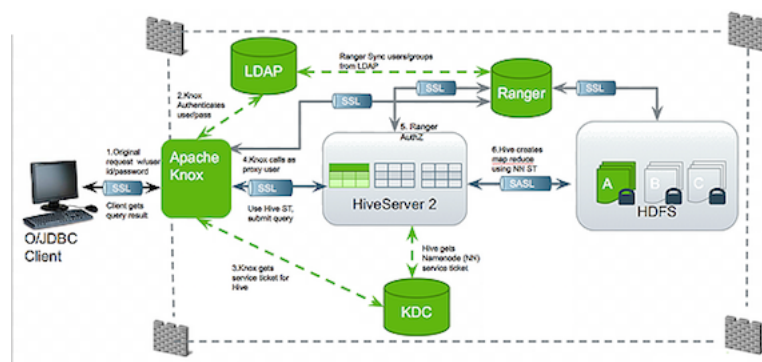 Ranger Sync users/groups
from LDAP
LDAP
Ranger
SSL
SSL
SSL
2.Knox
Authenticates
user/pass
5. Ranger
AuthZ
1.Original
request w/user
id/password
SSL
Client gets
query result
O/JDBC
Client
Apache
Knox
4.Knox calls as
proxy user
SSL
Use Hive ST,
submit query
HiveServer 2
6. Hive creates
map reduce
using NN ST
SASL
A
B
C
HDFS
3.Knox gets
service ticket for
Hive
Hive gets
Namenode (NN)
service ticket
KDC